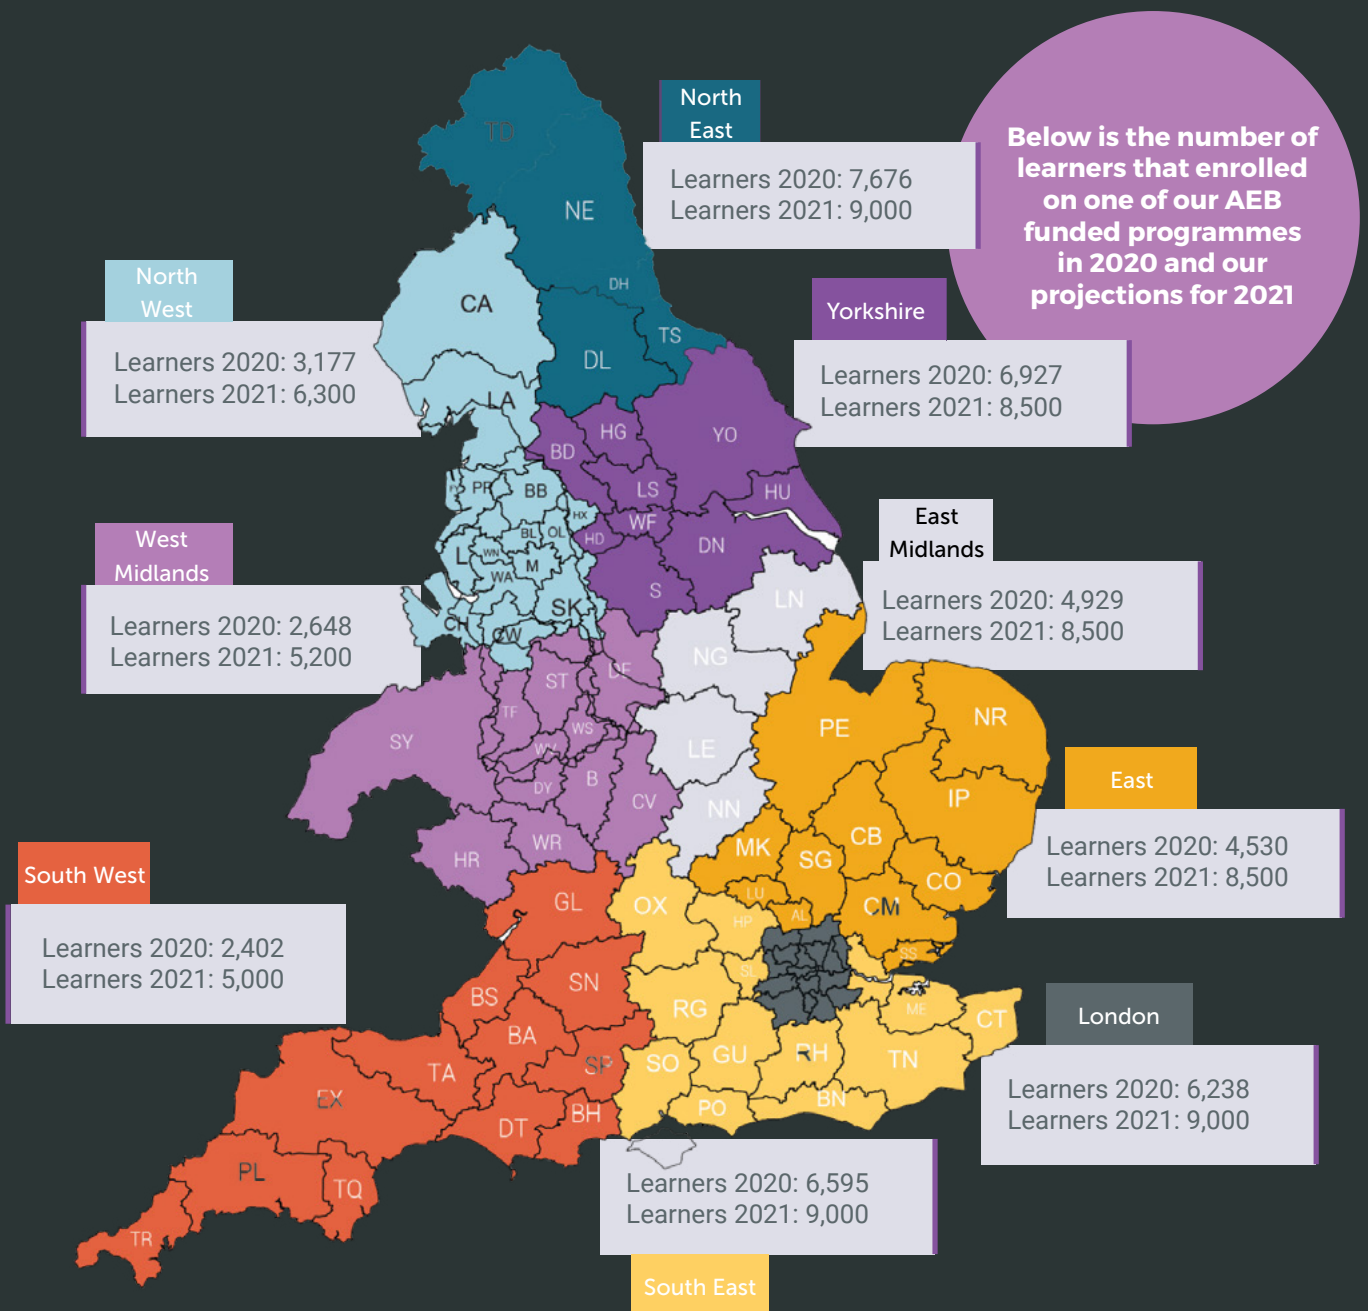 North
East
Learners 2020: 7,676
Learners 2021: 9,000
Below is the number of
learners that enrolled
on one of our AEB
funded programmes
in 2020 and our
projections for 2021
North
West
Learners 2020: 3,177
Learners 2021: 6,300
Yorkshire
Learners 2020: 6,927
Learners 2021: 8,500
West
Midlands
Learners 2020: 2,648
Learners 2021: 5,200
East
Midlands
Learners 2020: 4,929
Learners 2021: 8,500
East
Learners 2020: 4,530
Learners 2021: 8,500
South West
Learners 2020: 2,402
Learners 2021: 5,000
London
Learners 2020: 6,238
Learners 2021: 9,000
Learners 2020: 6,595
Learners 2021: 9,000
South East
TD
NE
DH
CA
TS
DL
LA
HG
YO
BD
PR
BB
LS
HU
HX
WF
BL
OL
HD
DN
L
WN
M
WA
S
LN
SK
CH
CW
NG
DE
ST
TF
WS
NR
PE
SY
WV
LE
B
DY
CV
IP
NN
WR
CB
MK
SG
HR
CO
LU
GL
OX
CM
AL
HP
SS
SL
SN
BS
RG
ME
CT
BA
GU
RH
TN
SO
SP
TA
EX
BN
PO
BH
DT
PL
TQ
TR